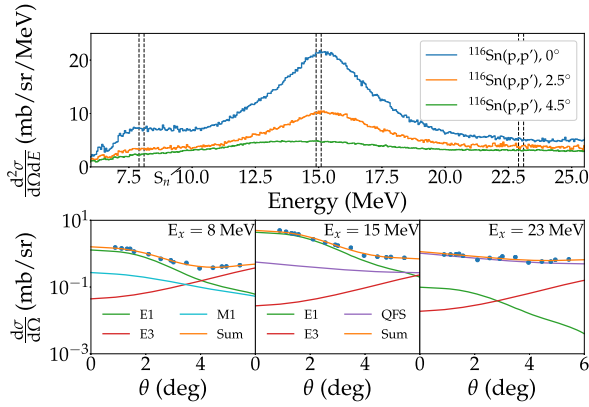 d²σ/dΩdE (mb/sr/MeV)
20
10
0
¹¹⁶Sn(p,p′), 0°
¹¹⁶Sn(p,p′), 2.5°
¹¹⁶Sn(p,p′), 4.5°
7.5 Sₙ 10.0 12.5 15.0 17.5 20.0 22.5 25.0
Energy (MeV)
dσ/dΩ (mb/sr)
10¹
10⁻¹
10⁻³
Eₓ = 8 MeV
E1 M1
E3 Sum
0 2 4
θ (deg)
Eₓ = 15 MeV
E1 QFS
E3 Sum
0 2 4
θ (deg)
Eₓ = 23 MeV
0 2 4 6
θ (deg)